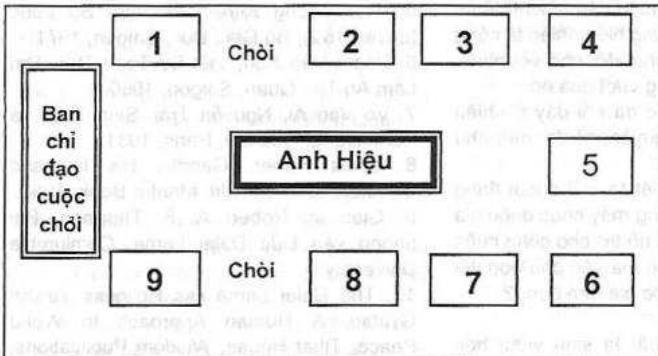 1 Chòi 2 3 4
Ban
chỉ
đạo
cuộc
chơi
Anh Hiệu
5
9 Chòi 8 7 6